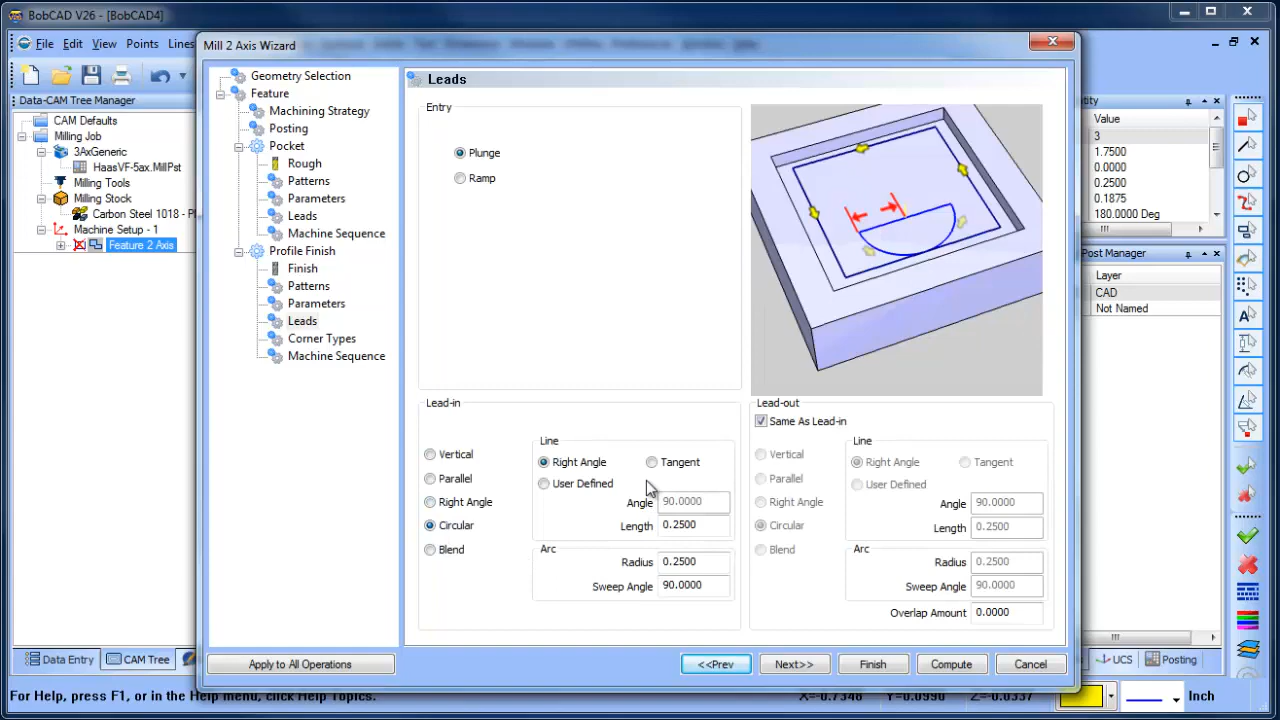 BobCAD V26 - [BobCAD4]
File Edit View Points Lines
Mill 2 Axis Wizard
Data-CAM Tree Manager
CAM Defaults
Milling Job
3AxGeneric
HaasVF-5ax.MillPst
Milling Tools
Milling Stock
Carbon Steel 1018 - Pl
Machine Setup - 1
Feature 2 Axis
Geometry Selection
Feature
Machining Strategy
Posting
Pocket
Rough
Patterns
Parameters
Leads
Machine Sequence
Profile Finish
Finish
Patterns
Parameters
Leads
Corner Types
Machine Sequence
Leads
Entry
Plunge
Ramp
Lead-in
Vertical
Parallel
Right Angle
Circular
Blend
Line
Right Angle Tangent
User Defined
Angle 90.0000
Length 0.2500
Arc
Radius 0.2500
Sweep Angle 90.0000
Lead-out
Same As Lead-in
Vertical
Parallel
Right Angle
Circular
Blend
Line
Right Angle Tangent
User Defined
Angle 90.0000
Length 0.2500
Arc
Radius 0.2500
Sweep Angle 90.0000
Overlap Amount 0.0000
Apply to All Operations
<<Prev Next>> Finish Compute Cancel
Value
3
1.7500
0.0000
0.2500
0.1875
180.0000 Deg
Post Manager
Layer
CAD
Not Named
Data Entry CAM Tree
UCS Posting
For Help, press F1, or in the Help menu, click Help Topics.
X=-0.7348 Y=0.0990 Z=-0.0337
Inch